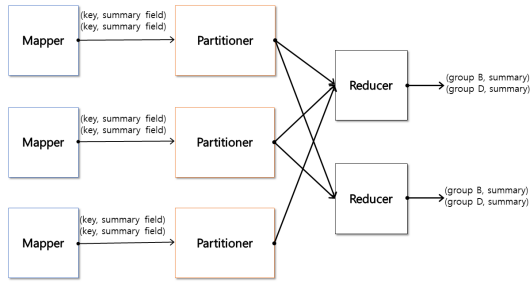 Mapper
(key, summary field)
(key, summary field)
Partitioner
Mapper
(key, summary field)
(key, summary field)
Partitioner
Mapper
(key, summary field)
(key, summary field)
Partitioner
Reducer
(group B, summary)
(group D, summary)
Reducer
(group B, summary)
(group D, summary)